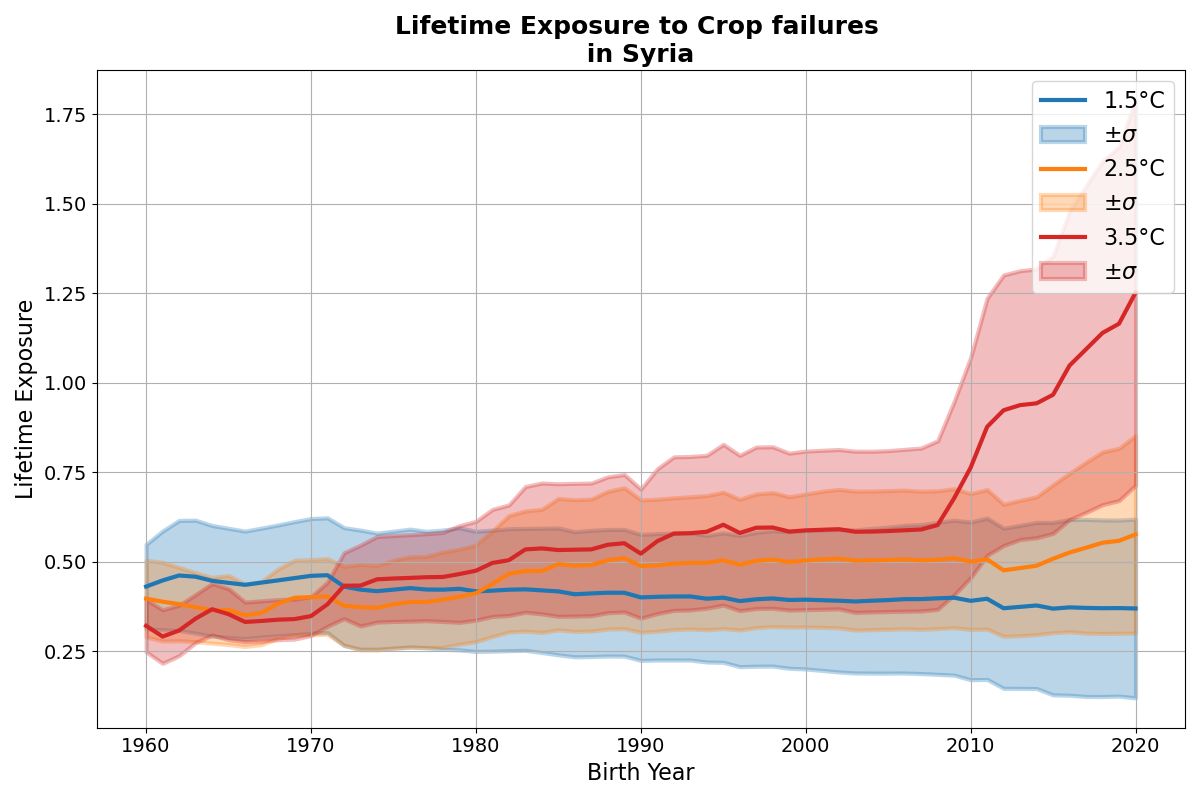 Lifetime Exposure to Crop failures
in Syria
1.75
1.50
1.25
1.00
0.75
0.50
0.25
Lifetime Exposure
1960
1970
1980
1990
2000
2010
2020
Birth Year
1.5°C
±σ
2.5°C
±σ
3.5°C
±σ